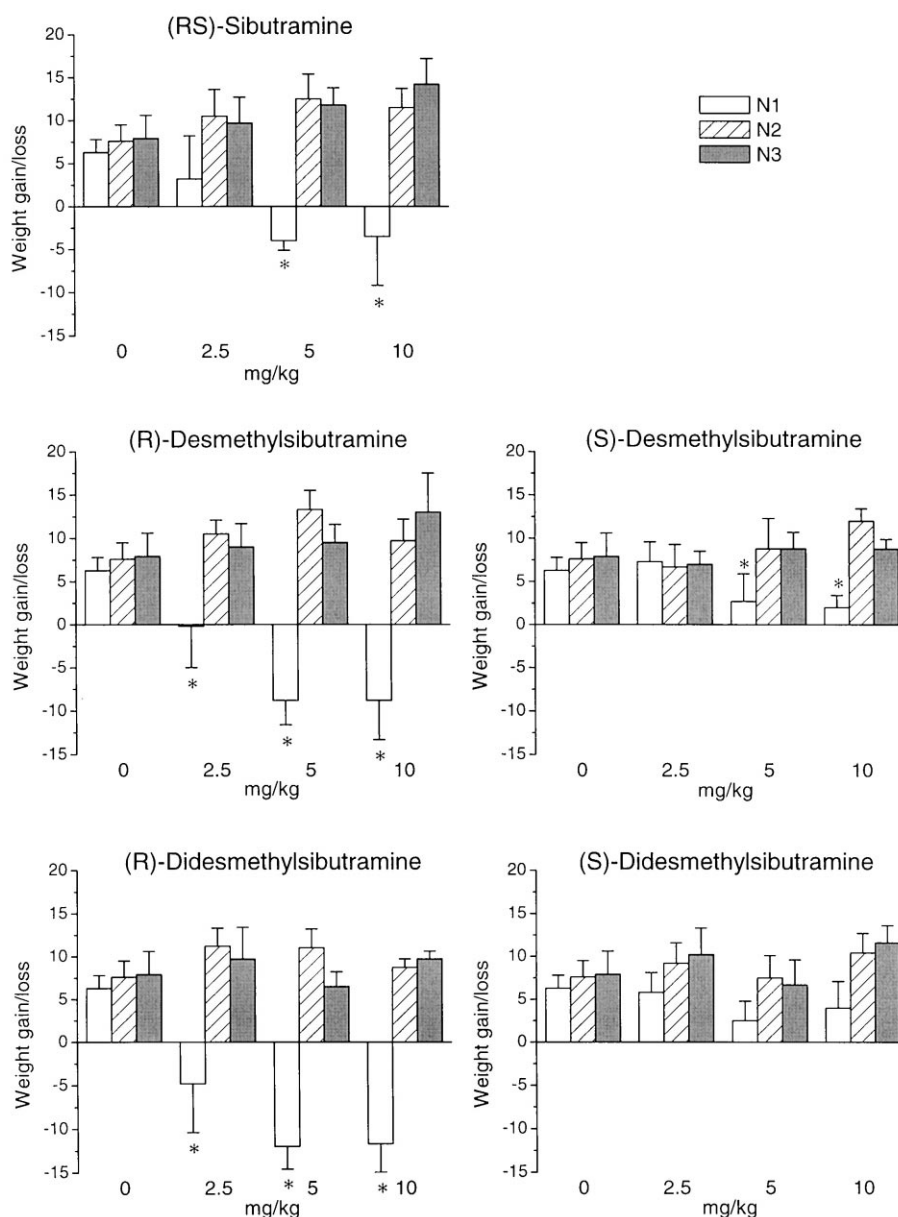 (RS)-Sibutramine
20
15
10
5
0
-5
-10
-15
Weight gain/loss
*
*
0 2.5 5 10
mg/kg
N1
N2
N3
(R)-Desmethylsibutramine
20
15
10
5
0
-5
-10
-15
Weight gain/loss
*
*
*
0 2.5 5 10
mg/kg
(S)-Desmethylsibutramine
20
15
10
5
0
-5
-10
-15
Weight gain/loss
*
*
0 2.5 5 10
mg/kg
(R)-Didesmethylsibutramine
20
15
10
5
0
-5
-10
-15
Weight gain/loss
*
*
*
0 2.5 5 10
mg/kg
(S)-Didesmethylsibutramine
20
15
10
5
0
-5
-10
-15
Weight gain/loss
0 2.5 5 10
mg/kg